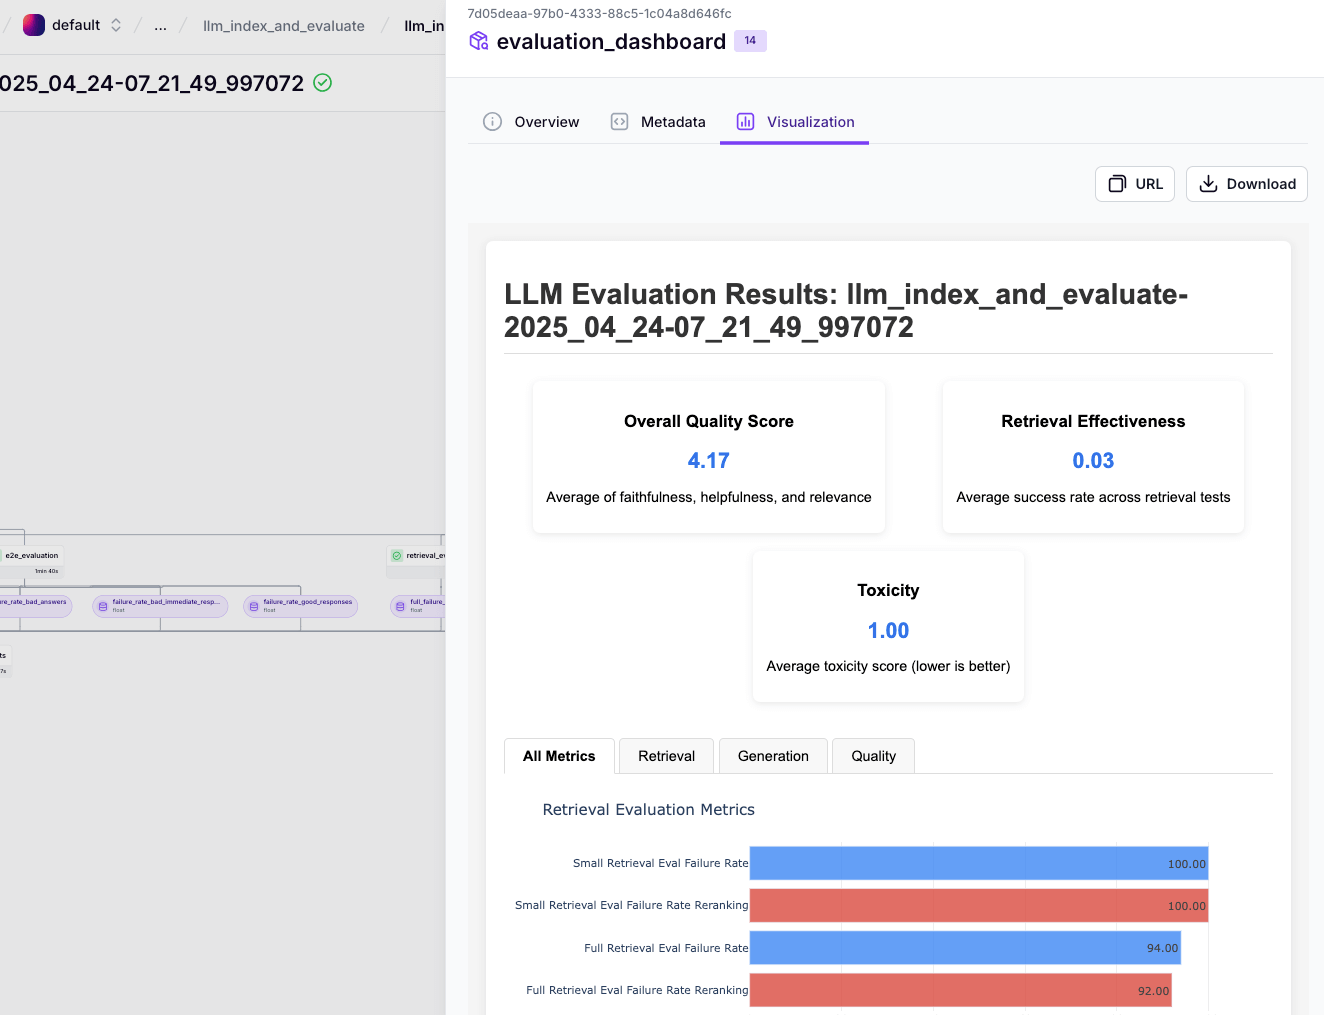 default
...
llm_index_and_evaluate
llm_in
025_04_24-07_21_49_997072
7d05deaa-97b0-4333-88c5-1c04a8d646fc
evaluation_dashboard 14
Overview
Metadata
Visualization
URL
Download
LLM Evaluation Results: llm_index_and_evaluate-
2025_04_24-07_21_49_997072
Overall Quality Score
4.17
Average of faithfulness, helpfulness, and relevance
Retrieval Effectiveness
0.03
Average success rate across retrieval tests
Toxicity
1.00
Average toxicity score (lower is better)
e2e_evaluation
1min 40s
retrieval_ev
re_rate_bad_answers
failure_rate_bad_immediate_resp...
float
failure_rate_good_responses
float
full_failure_
float
ts
7s
All Metrics
Retrieval
Generation
Quality
Retrieval Evaluation Metrics
Small Retrieval Eval Failure Rate 100.00
Small Retrieval Eval Failure Rate Reranking 100.00
Full Retrieval Eval Failure Rate 94.00
Full Retrieval Eval Failure Rate Reranking 92.00